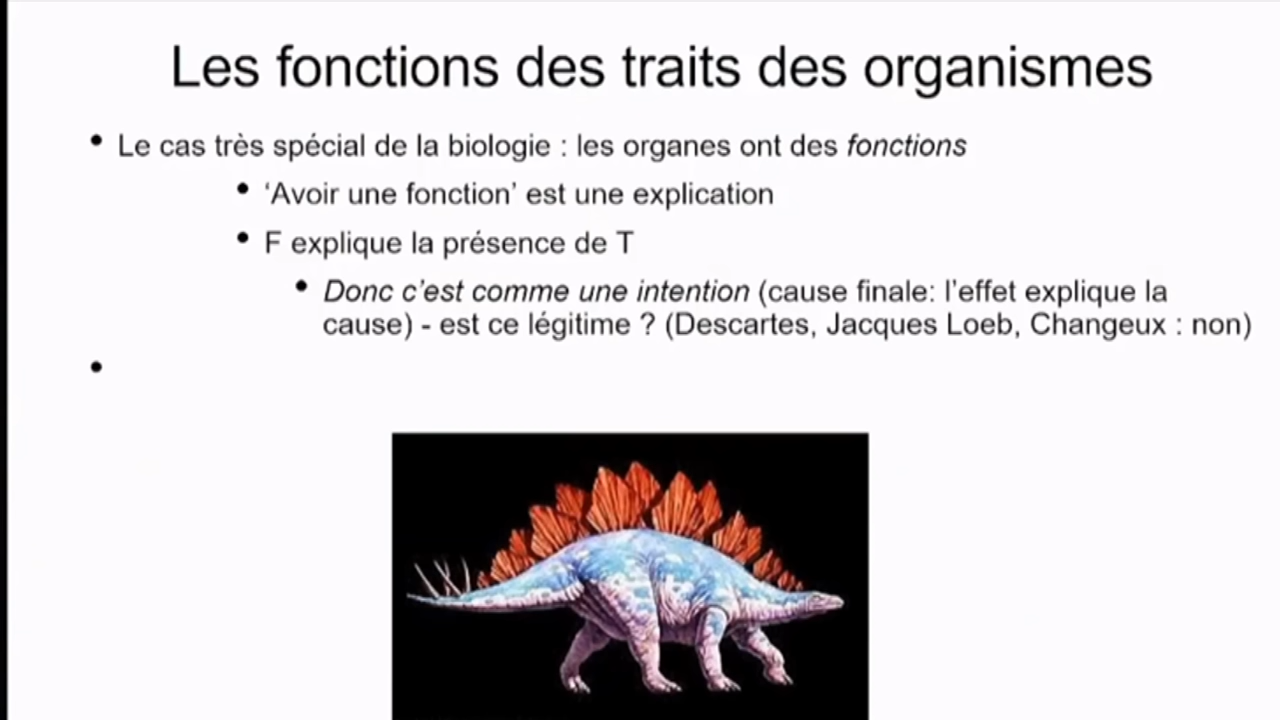 Les fonctions des traits des organismes
• Le cas très spécial de la biologie : les organes ont des fonctions
• ‘Avoir une fonction’ est une explication
• F explique la présence de T
• Donc c’est comme une intention (cause finale: l’effet explique la
cause) - est ce légitime ? (Descartes, Jacques Loeb, Changeux : non)
•